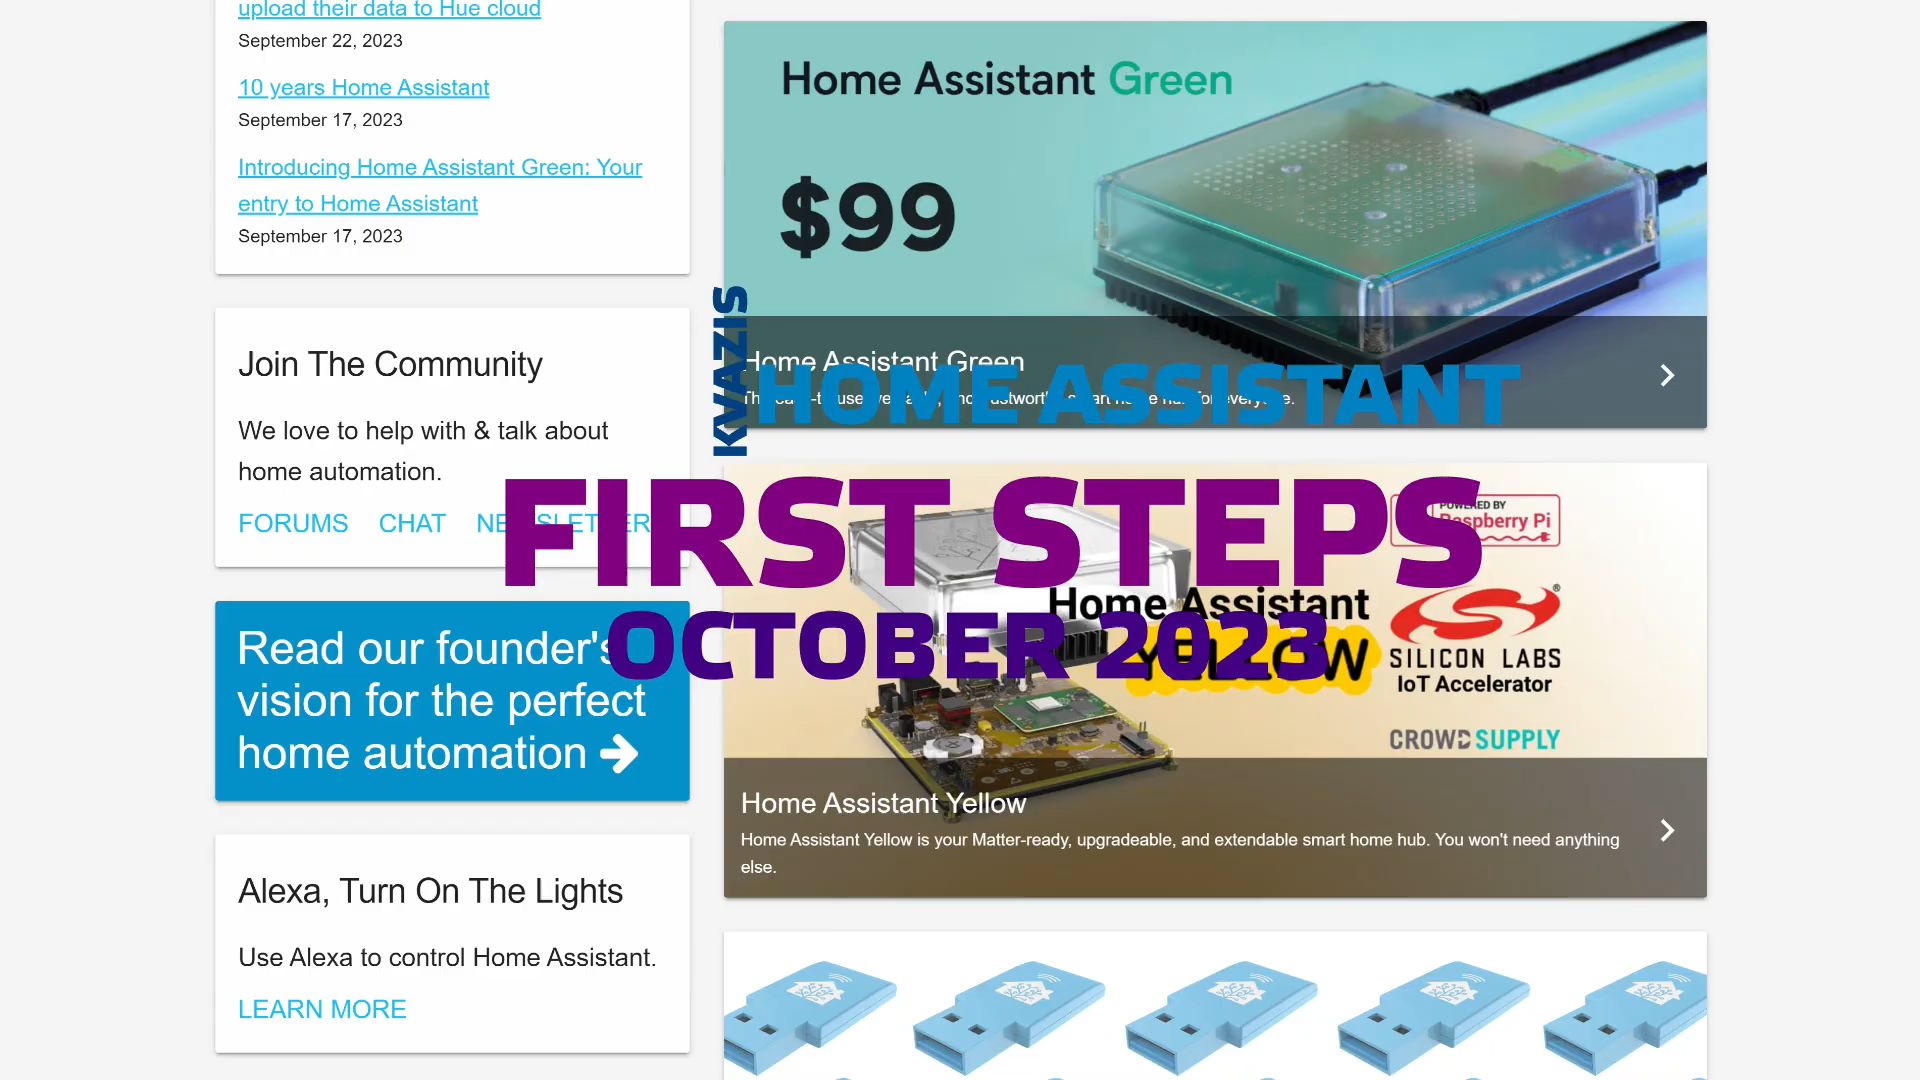 upload their data to Hue cloud
September 22, 2023
10 years Home Assistant
September 17, 2023
Introducing Home Assistant Green: Your
entry to Home Assistant
September 17, 2023
Join The Community
We love to help with & talk about
home automation.
FORUMS CHAT NEWSLETTER
Read our founder's
vision for the perfect
home automation
Alexa, Turn On The Lights
Use Alexa to control Home Assistant.
LEARN MORE
Home Assistant Green
$99
Home Assistant Green
KVAZIS
HOME ASSISTANT
FIRST STEPS
OCTOBER 2023
POWERED BY
Raspberry Pi
Home Assistant
YELLOW
SILICON LABS
IoT Accelerator
CROWD SUPPLY
Home Assistant Yellow
Home Assistant Yellow is your Matter-ready, upgradeable, and extendable smart home hub. You won't need anything
else.